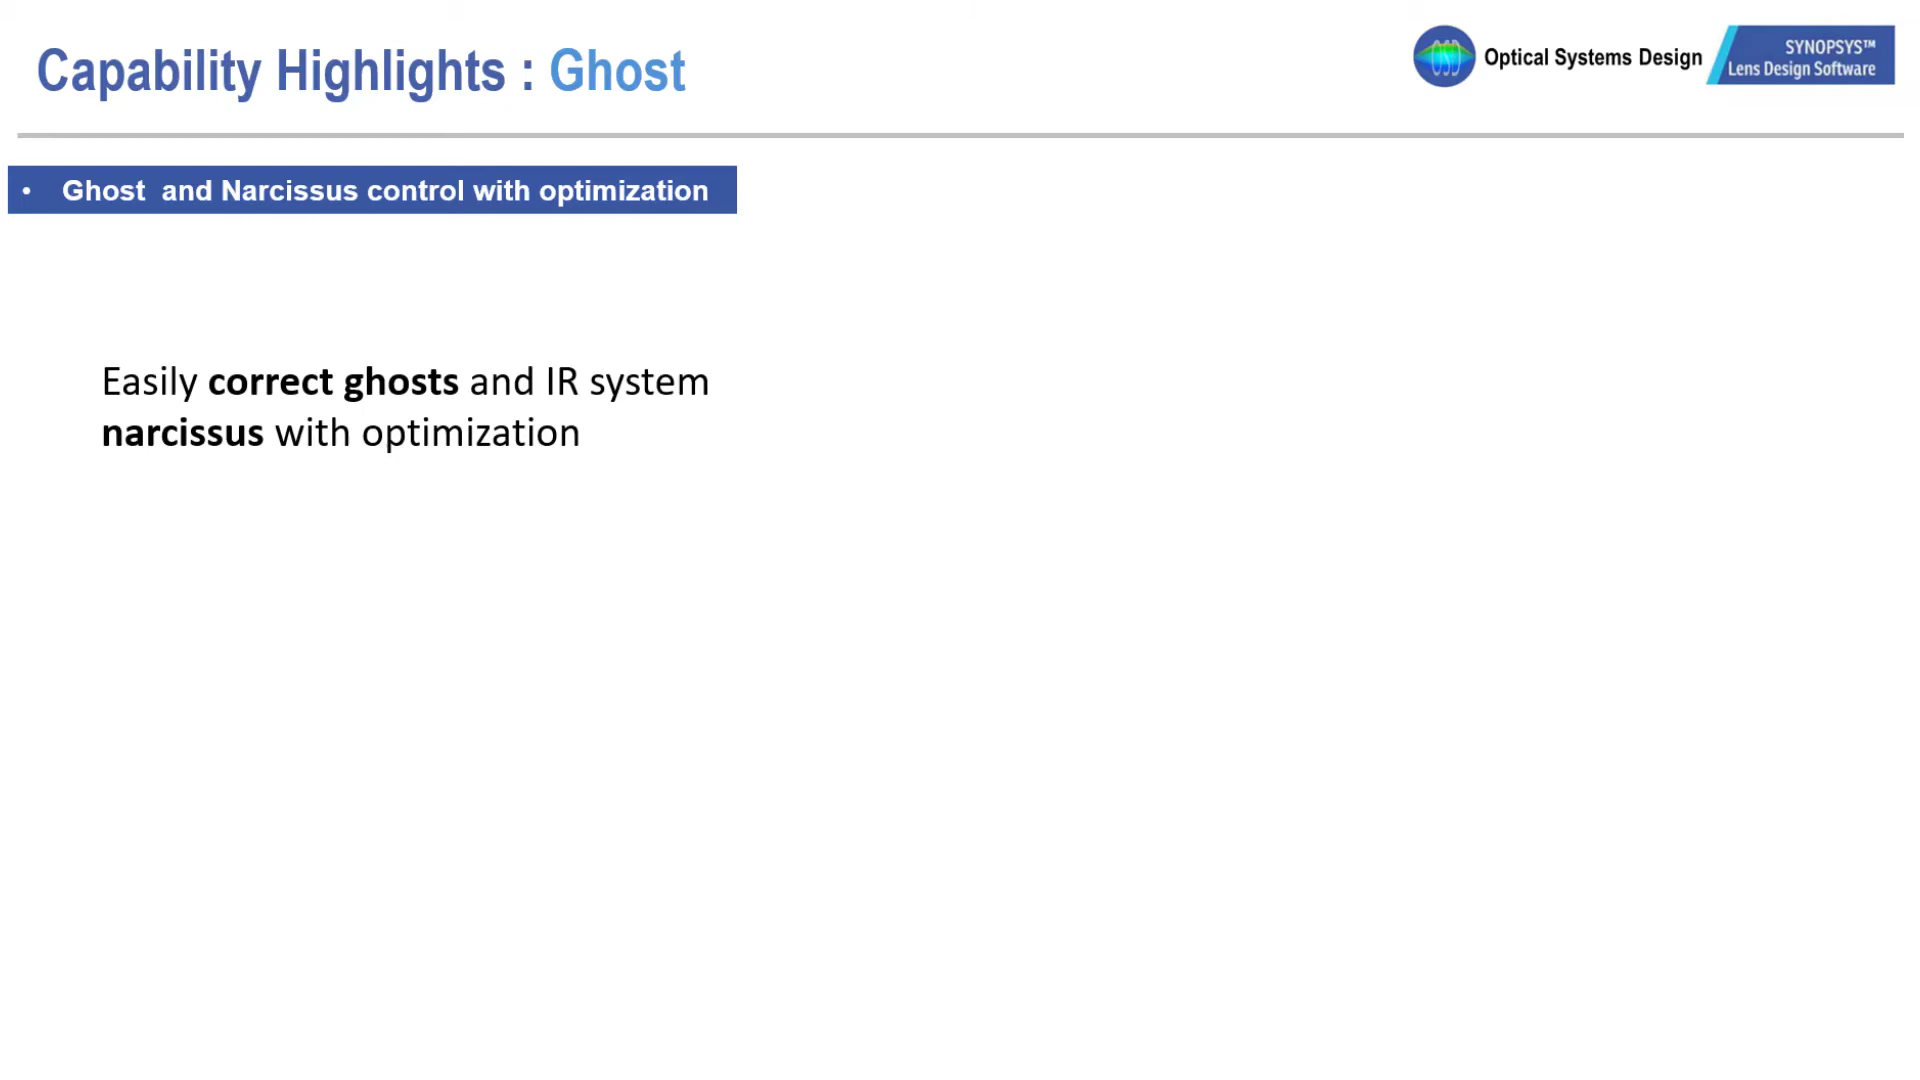 Capability Highlights : Ghost
Optical Systems Design
SYNOPSYS™
Lens Design Software
• Ghost and Narcissus control with optimization
Easily correct ghosts and IR system
narcissus with optimization